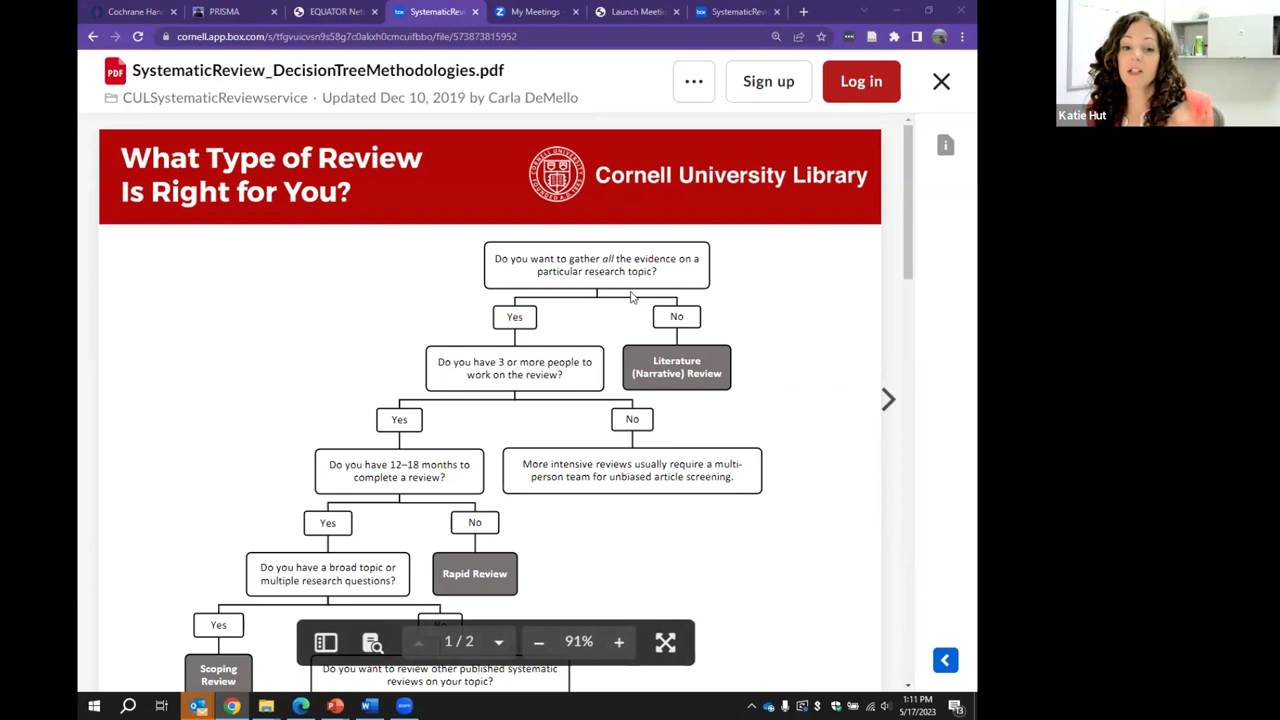 Cochrane Han
PRISMA
EQUATOR Net
SystematicRev
My Meetings
Launch Meeti
SystematicRe
cornell.app.box.com/s/tfgvuicvsn9s58g7c0akxh0cmcuifbbo/file/573873815952
SystematicReview_DecisionTreeMethodologies.pdf
CULSystematicReviewservice · Updated Dec 10, 2019 by Carla DeMello
Sign up
Log in
Katie Hut
What Type of Review
Is Right for You?
Cornell University Library
Do you want to gather all the evidence on a
particular research topic?
Yes
No
Do you have 3 or more people to
work on the review?
Literature
(Narrative) Review
Yes
No
Do you have 12–18 months to
complete a review?
More intensive reviews usually require a multi-
person team for unbiased article screening.
Yes
No
Do you have a broad topic or
multiple research questions?
Rapid Review
Yes
No
1 / 2
91%
Scoping
Review
Do you want to review other published systematic
reviews on your topic?
1:11 PM
5/17/2023